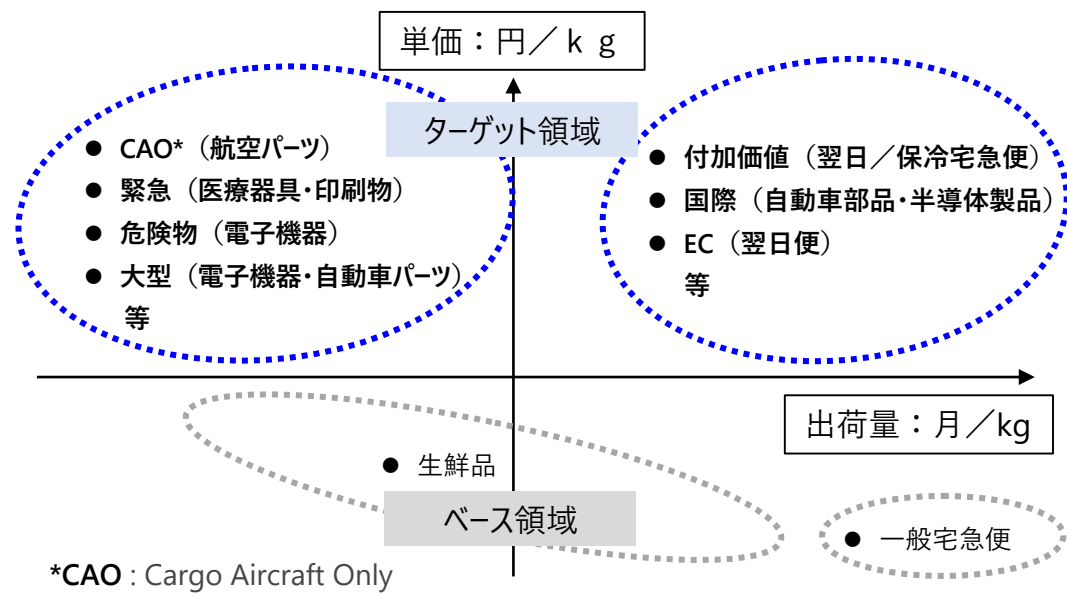 単価：円／ｋｇ
ターゲット領域
● CAO*（航空パーツ）
● 緊急（医療器具・印刷物）
● 危険物（電子機器）
● 大型（電子機器・自動車パーツ）
等
● 付加価値（翌日／保冷宅急便）
● 国際（自動車部品・半導体製品）
● EC（翌日便）
等
出荷量：月／kg
● 生鮮品
ベース領域
● 一般宅急便
*CAO : Cargo Aircraft Only